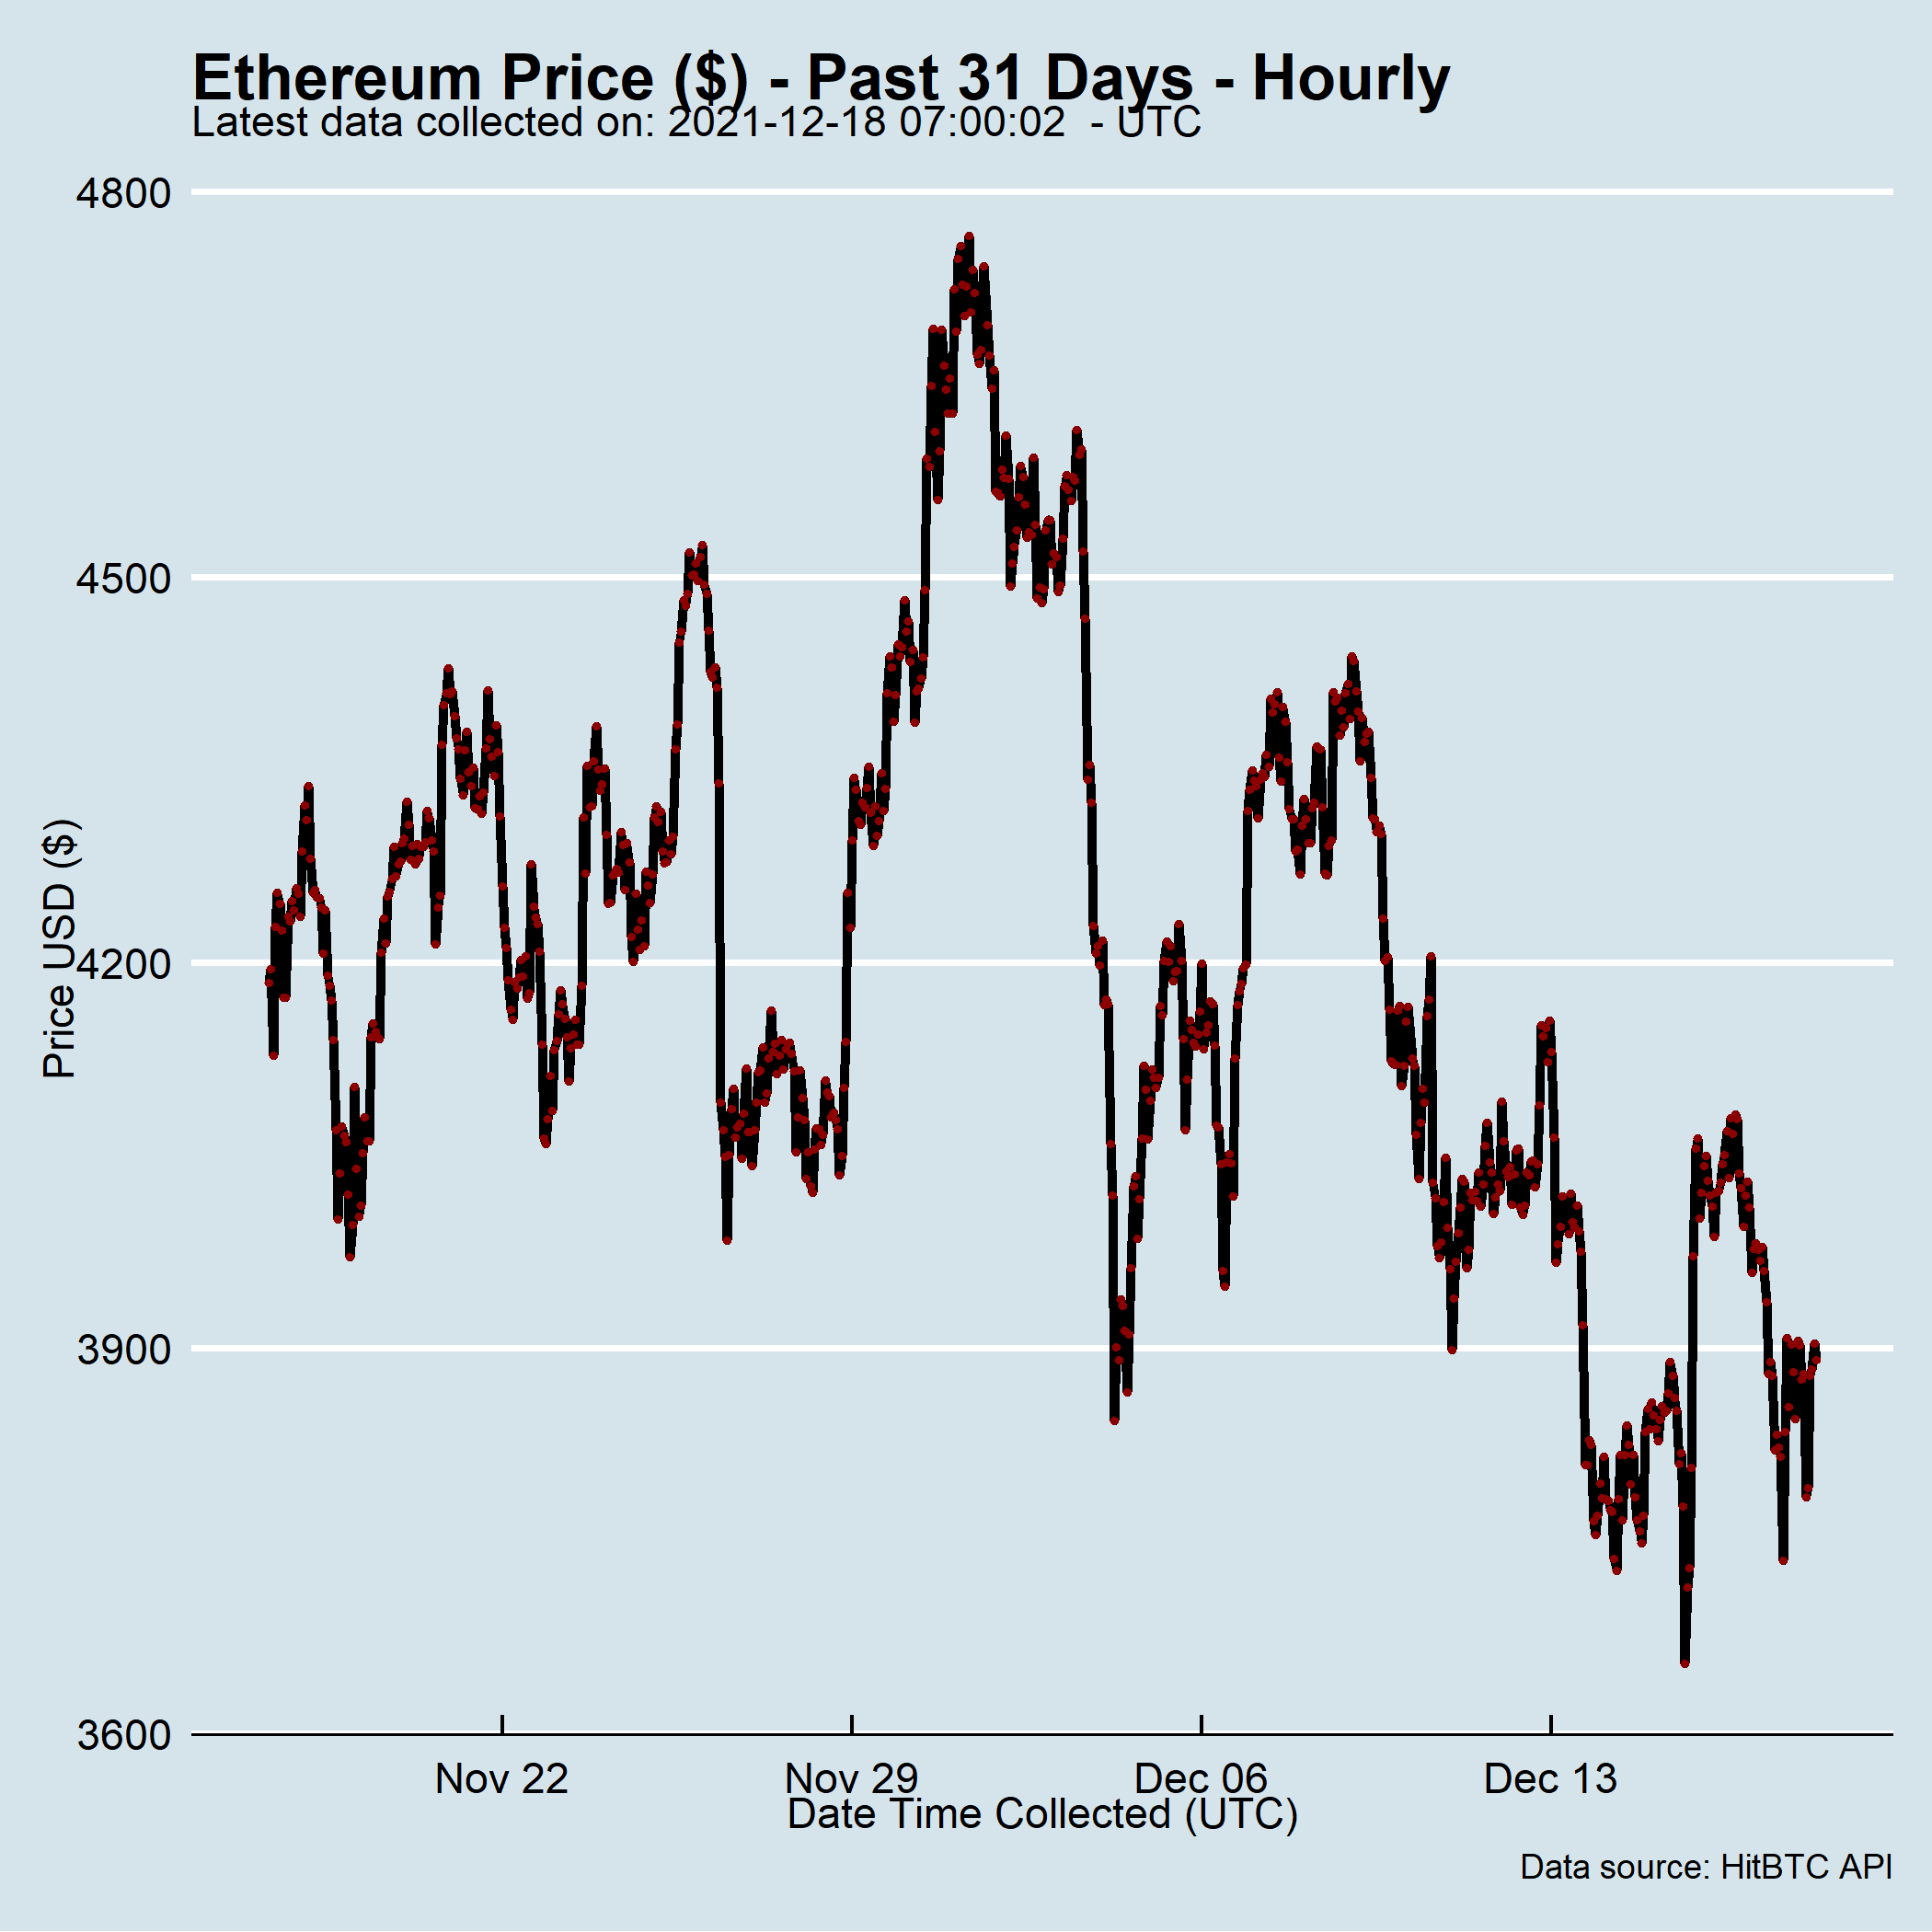 Ethereum Price ($) - Past 31 Days - Hourly
Latest data collected on: 2021-12-18 07:00:02  - UTC
4800
4500
4200
3900
3600
Price USD ($)
Nov 22
Nov 29
Dec 06
Dec 13
Date Time Collected (UTC)
Data source: HitBTC API